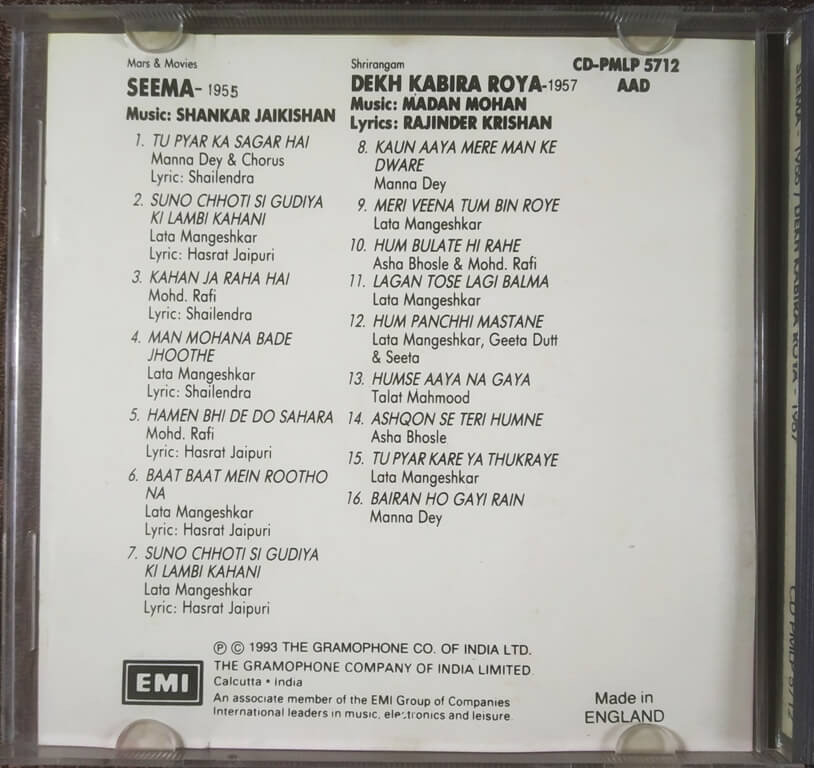 Mars & Movies
SEEMA- 1955
Music: SHANKAR JAIKISHAN
1. TU PYAR KA SAGAR HAI
Manna Dey & Chorus
Lyric: Shailendra
2. SUNO CHHOTI SI GUDIYA
KI LAMBI KAHANI
Lata Mangeshkar
Lyric: Hasrat Jaipuri
3. KAHAN JA RAHA HAI
Mohd. Rafi
Lyric: Shailendra
4. MAN MOHANA BADE
JHOOTHE
Lata Mangeshkar
Lyric: Shailendra
5. HAMEN BHI DE DO SAHARA
Mohd. Rafi
Lyric: Hasrat Jaipuri
6. BAAT BAAT MEIN ROOTHO
NA
Lata Mangeshkar
Lyric: Hasrat Jaipuri
7. SUNO CHHOTI SI GUDIYA
KI LAMBI KAHANI
Lata Mangeshkar
Lyric: Hasrat Jaipuri
Shrirangam
DEKH KABIRA ROYA-1957
Music: MADAN MOHAN
Lyrics: RAJINDER KRISHAN
8. KAUN AAYA MERE MAN KE
DWARE
Manna Dey
9. MERI VEENA TUM BIN ROYE
Lata Mangeshkar
10. HUM BULATE HI RAHE
Asha Bhosle & Mohd. Rafi
11. LAGAN TOSE LAGI BALMA
Lata Mangeshkar
12. HUM PANCHHI MASTANE
Lata Mangeshkar, Geeta Dutt
& Seeta
13. HUMSE AAYA NA GAYA
Talat Mahmood
14. ASHQON SE TERI HUMNE
Asha Bhosle
15. TU PYAR KARE YA THUKRAYE
Lata Mangeshkar
16. BAIRAN HO GAYI RAIN
Manna Dey
CD-PMLP 5712
AAD
EMI
℗ © 1993 THE GRAMOPHONE CO. OF INDIA LTD.
THE GRAMOPHONE COMPANY OF INDIA LIMITED
Calcutta • India
An associate member of the EMI Group of Companies
International leaders in music, electronics and leisure.
Made in
ENGLAND
DEKH KABIRA ROYA
CD PMLP 5712